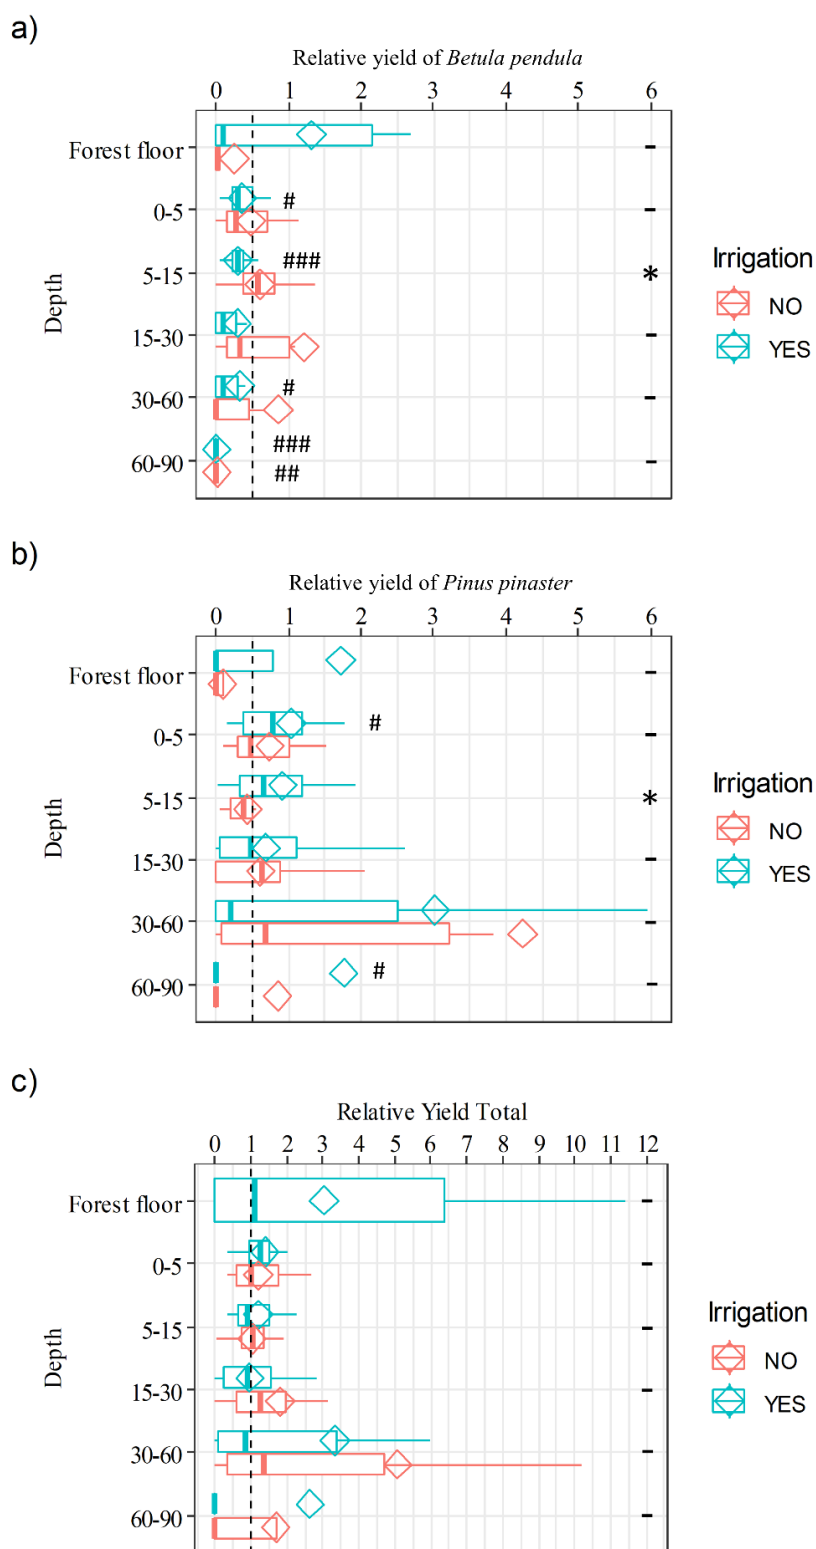 a)
Relative yield of Betula pendula
0 1 2 3 4 5 6
Forest floor -
0-5 # -
5-15 ### *
15-30 -
30-60 # -
60-90 ### -
##
Depth
Irrigation
NO
YES
b)
Relative yield of Pinus pinaster
0 1 2 3 4 5 6
Forest floor -
0-5 # -
5-15 *
15-30 -
30-60 -
60-90 # -
Depth
Irrigation
NO
YES
c)
Relative Yield Total
0 1 2 3 4 5 6 7 8 9 10 11 12
Forest floor -
0-5 -
5-15 -
15-30 -
30-60 -
60-90 -
Depth
Irrigation
NO
YES